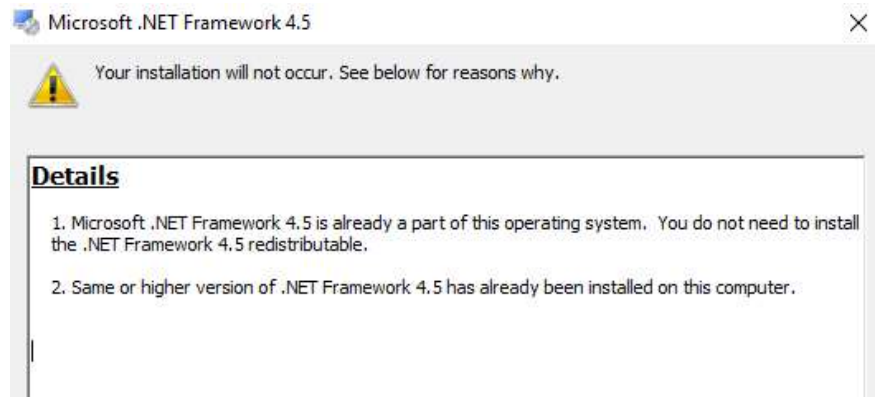 Microsoft .NET Framework 4.5
Your installation will not occur. See below for reasons why.
Details
1. Microsoft .NET Framework 4.5 is already a part of this operating system.  You do not need to install
the .NET Framework 4.5 redistributable.
2. Same or higher version of .NET Framework 4.5 has already been installed on this computer.